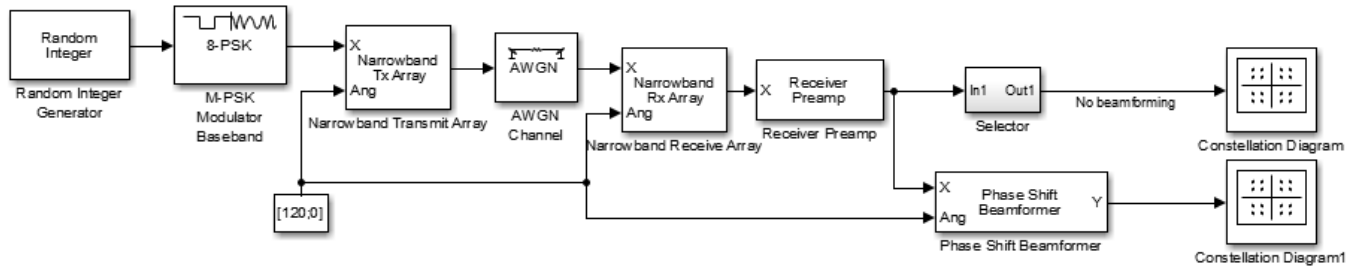 Random
Integer
Random Integer
Generator
8-PSK
M-PSK
Modulator
Baseband
X
Ang
Narrowband
Tx Array
Narrowband Transmit Array
AWGN
AWGN
Channel
X
Ang
Narrowband
Rx Array
Narrowband Receive Array
X
Receiver
Preamp
Receiver Preamp
In1 Out1
Selector
No beamforming
Constellation Diagram
[120;0]
X
Ang
Phase Shift
Beamformer
Y
Phase Shift Beamformer
Constellation Diagram1